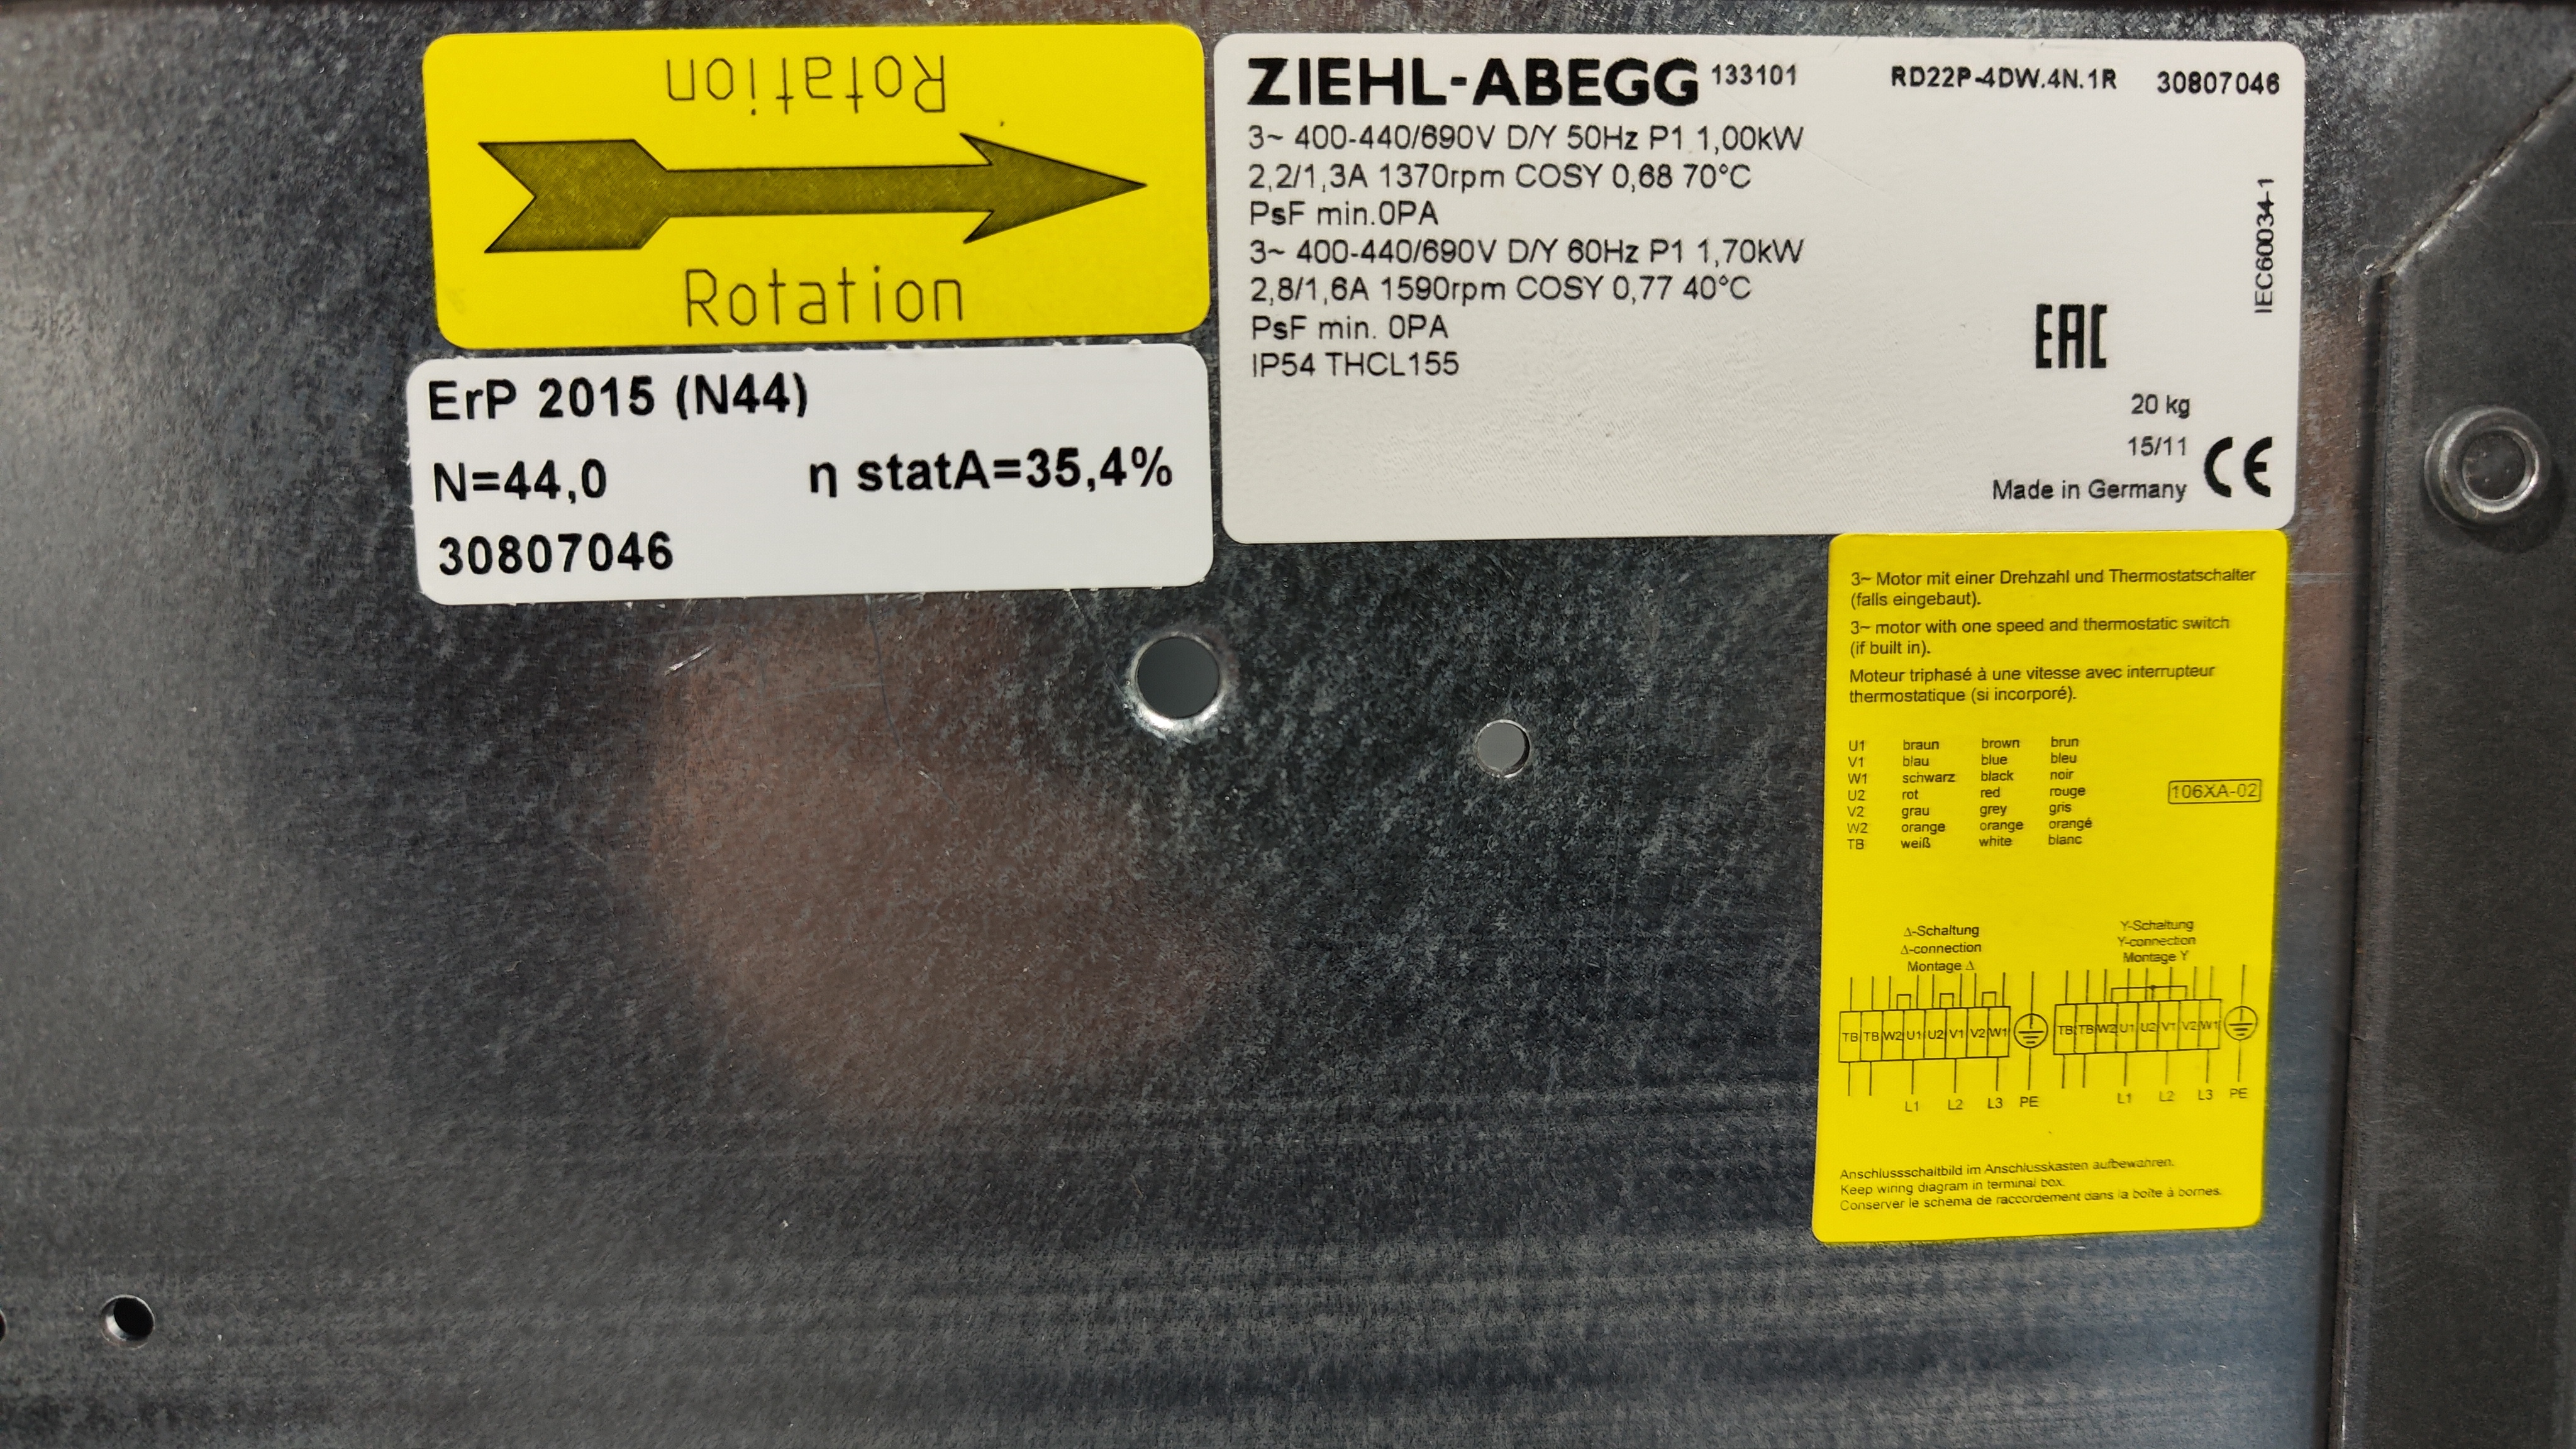 Rotation
Rotation
ErP 2015 (N44)
N=44,0 η statA=35,4%
30807046
ZIEHL-ABEGG 133101 RD22P-4DW.4N.1R 30807046
3~ 400-440/690V D/Y 50Hz P1 1,00kW
2,2/1,3A 1370rpm COSY 0,68 70°C
PsF min.0PA
3~ 400-440/690V D/Y 60Hz P1 1,70kW
2,8/1,6A 1590rpm COSY 0,77 40°C
PsF min. 0PA
IP54 THCL155
IEC60034-1
EAC
20 kg
15/11
Made in Germany CE
3~ Motor mit einer Drehzahl und Thermostatschalter
(falls eingebaut).
3~ motor with one speed and thermostatic switch
(if built in).
Moteur triphasé à une vitesse avec interrupteur
thermostatique (si incorporé).
U1 braun brown brun
V1 blau blue bleu
W1 schwarz black noir
U2 rot red rouge
V2 grau grey gris
W2 orange orange orangé
TB weiß white blanc
106XA-02
Δ-Schaltung
Δ-connection
Montage Δ
TB TB W2 U1 U2 V1 V2 W1
L1 L2 L3 PE
Y-Schaltung
Y-connection
Montage Y
TB TB W2 U1 U2 V1 V2 W1
L1 L2 L3 PE
Anschlussschaltbild im Anschlusskasten aufbewahren.
Keep wiring diagram in terminal box.
Conserver le schema de raccordement dans la boîte à bornes.